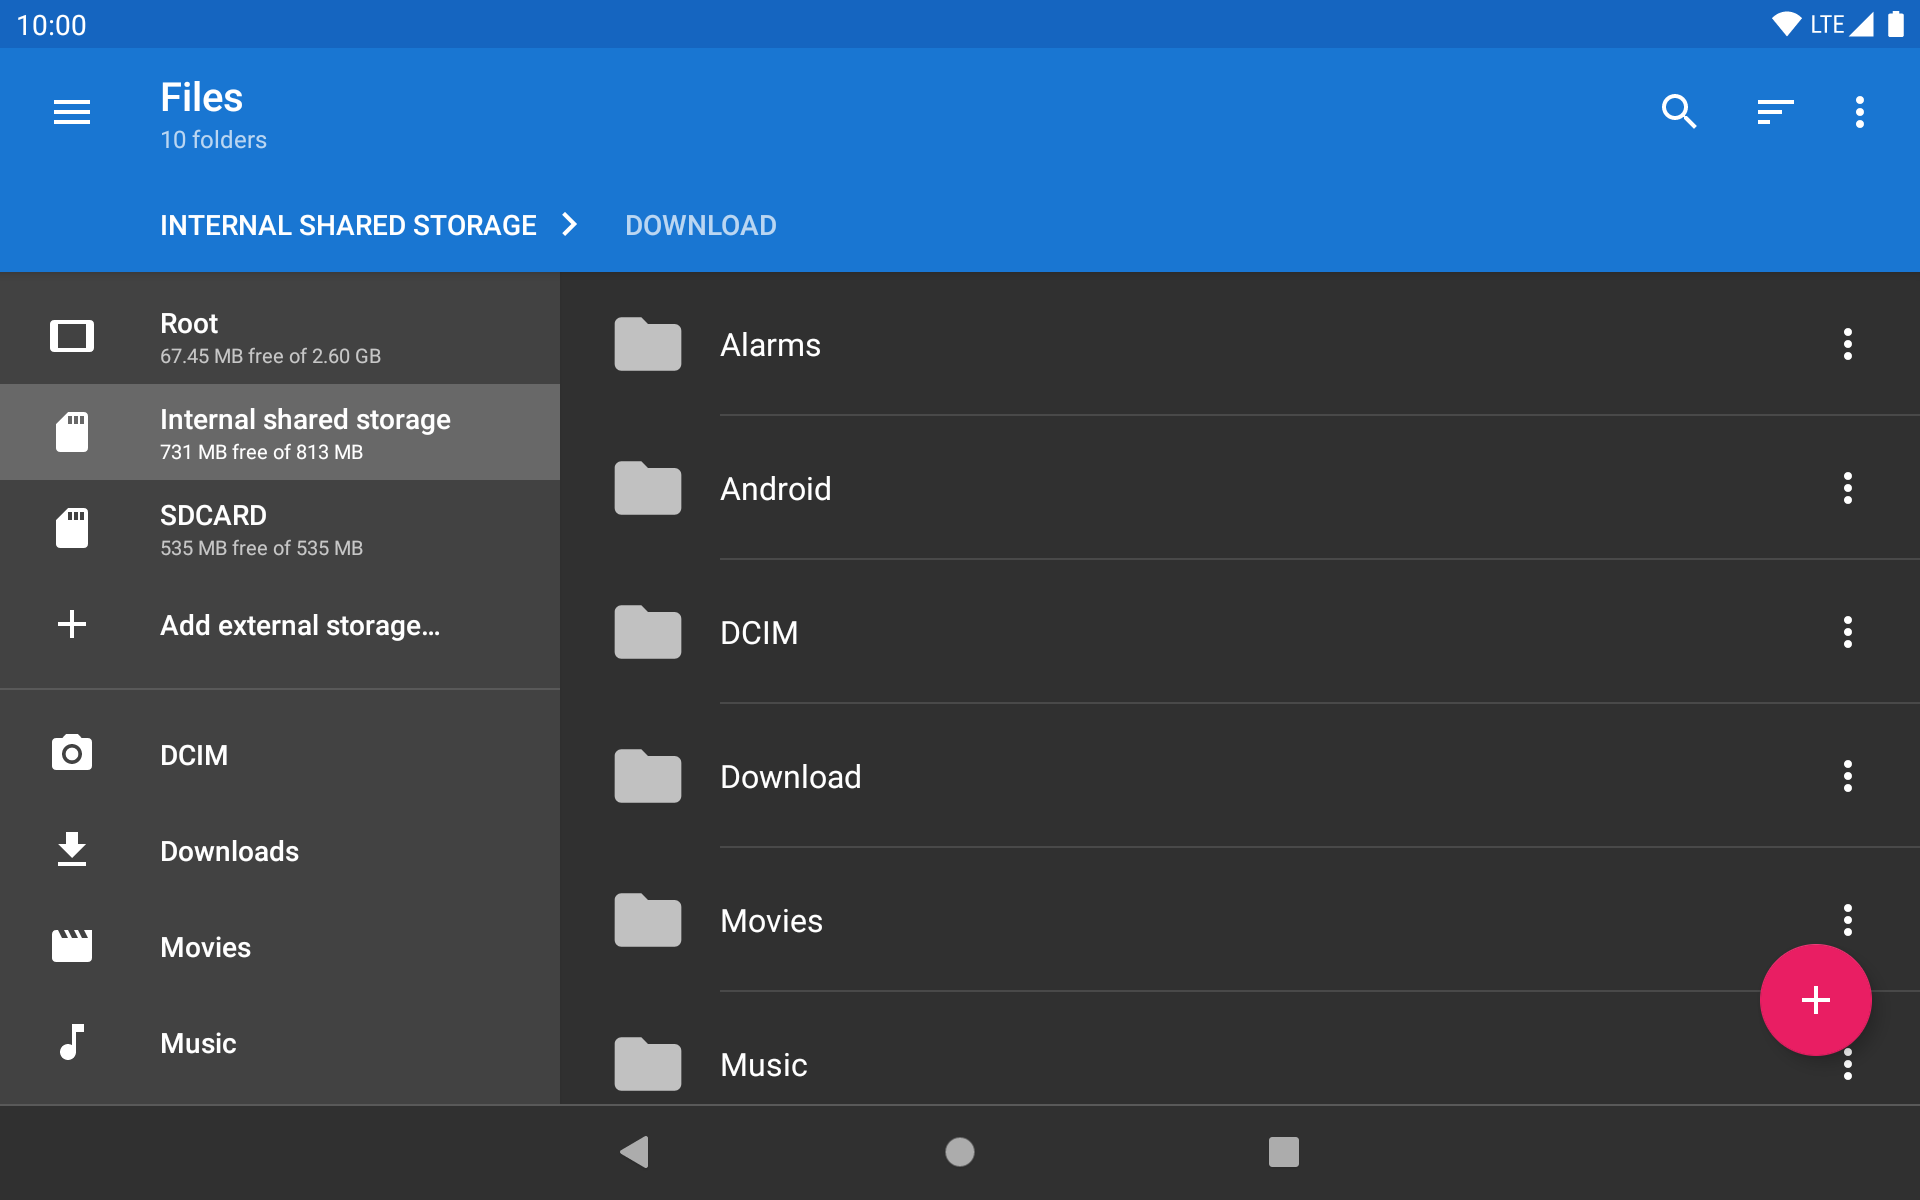 10:00
LTE
Files
10 folders
INTERNAL SHARED STORAGE
DOWNLOAD
Root
67.45 MB free of 2.60 GB
Internal shared storage
731 MB free of 813 MB
SDCARD
535 MB free of 535 MB
Add external storage...
DCIM
Downloads
Movies
Music
Alarms
Android
DCIM
Download
Movies
Music